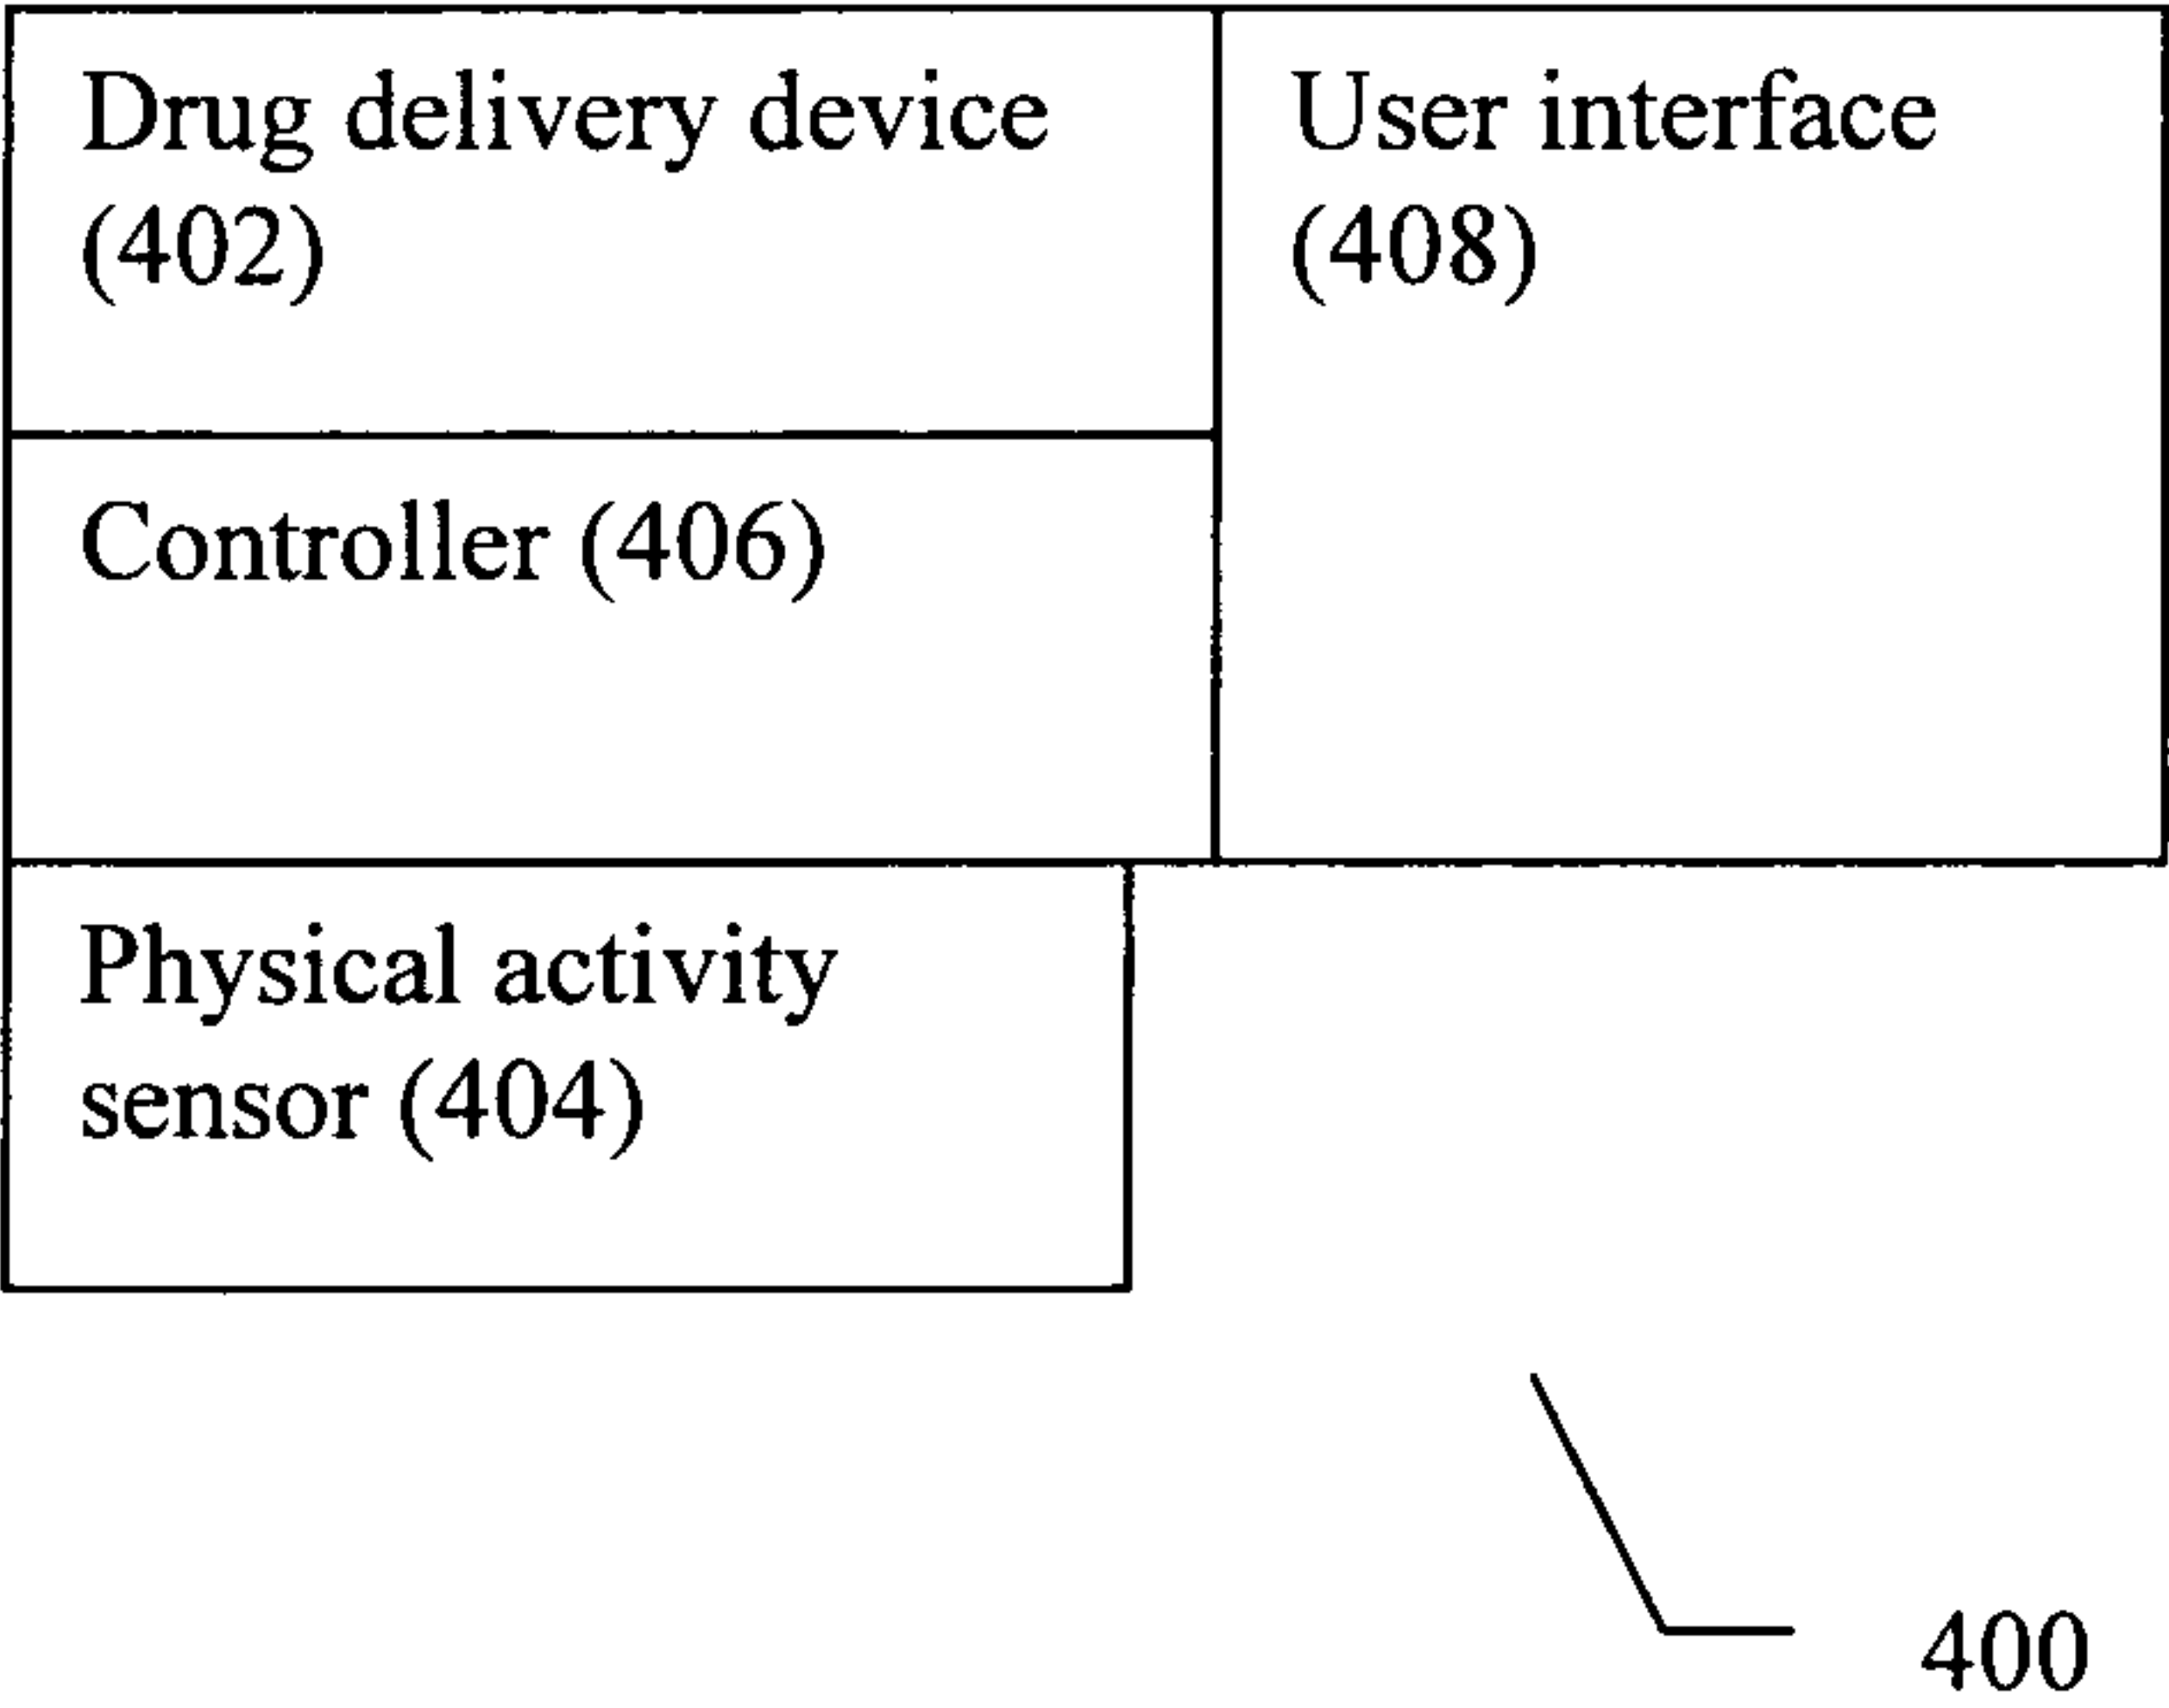 Drug delivery device
(402)
User interface
(408)
Controller (406)
Physical activity
sensor (404)
400